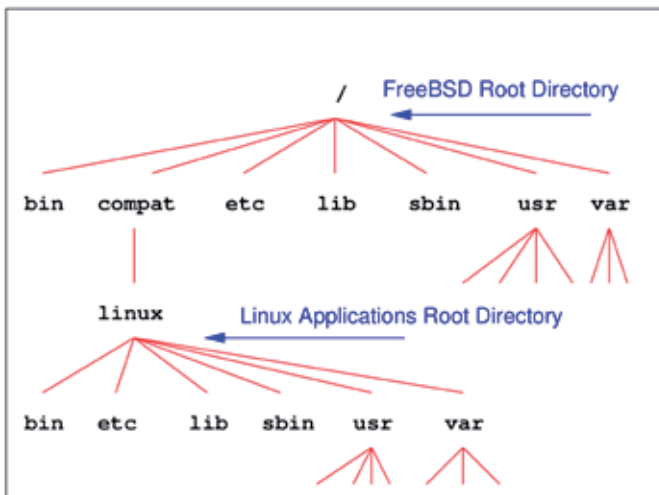 / FreeBSD Root Directory
bin compat etc lib sbin usr var
linux Linux Applications Root Directory
bin etc lib sbin usr var